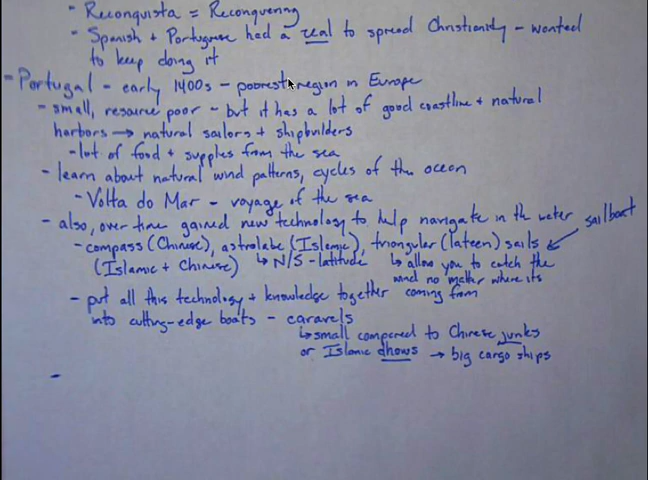 - Reconquista = Reconquering
- Spanish + Portuguese had a zeal to spread Christianity - wanted
to keep doing it
- Portugal - early 1400s - poorest region in Europe
- small, resource poor - but it has a lot of good coastline + natural
harbors → natural sailors + shipbuilders
- lot of food + supplies from the sea
- learn about natural wind patterns, cycles of the ocean
- Volta do Mar - voyage of the sea
- also, over time gained new technology to help navigate in the water
sailboat
- compass (Chinese), astrolabe (Islamic), triangular (lateen) sails
(Islamic + Chinese) ↳ N/S - latitude ↳ allow you to catch the
wind no matter where its
coming from
- put all this technology + knowledge together
into cutting-edge boats - caravels
↳ small compared to Chinese junks
or Islamic dhows → big cargo ships
-